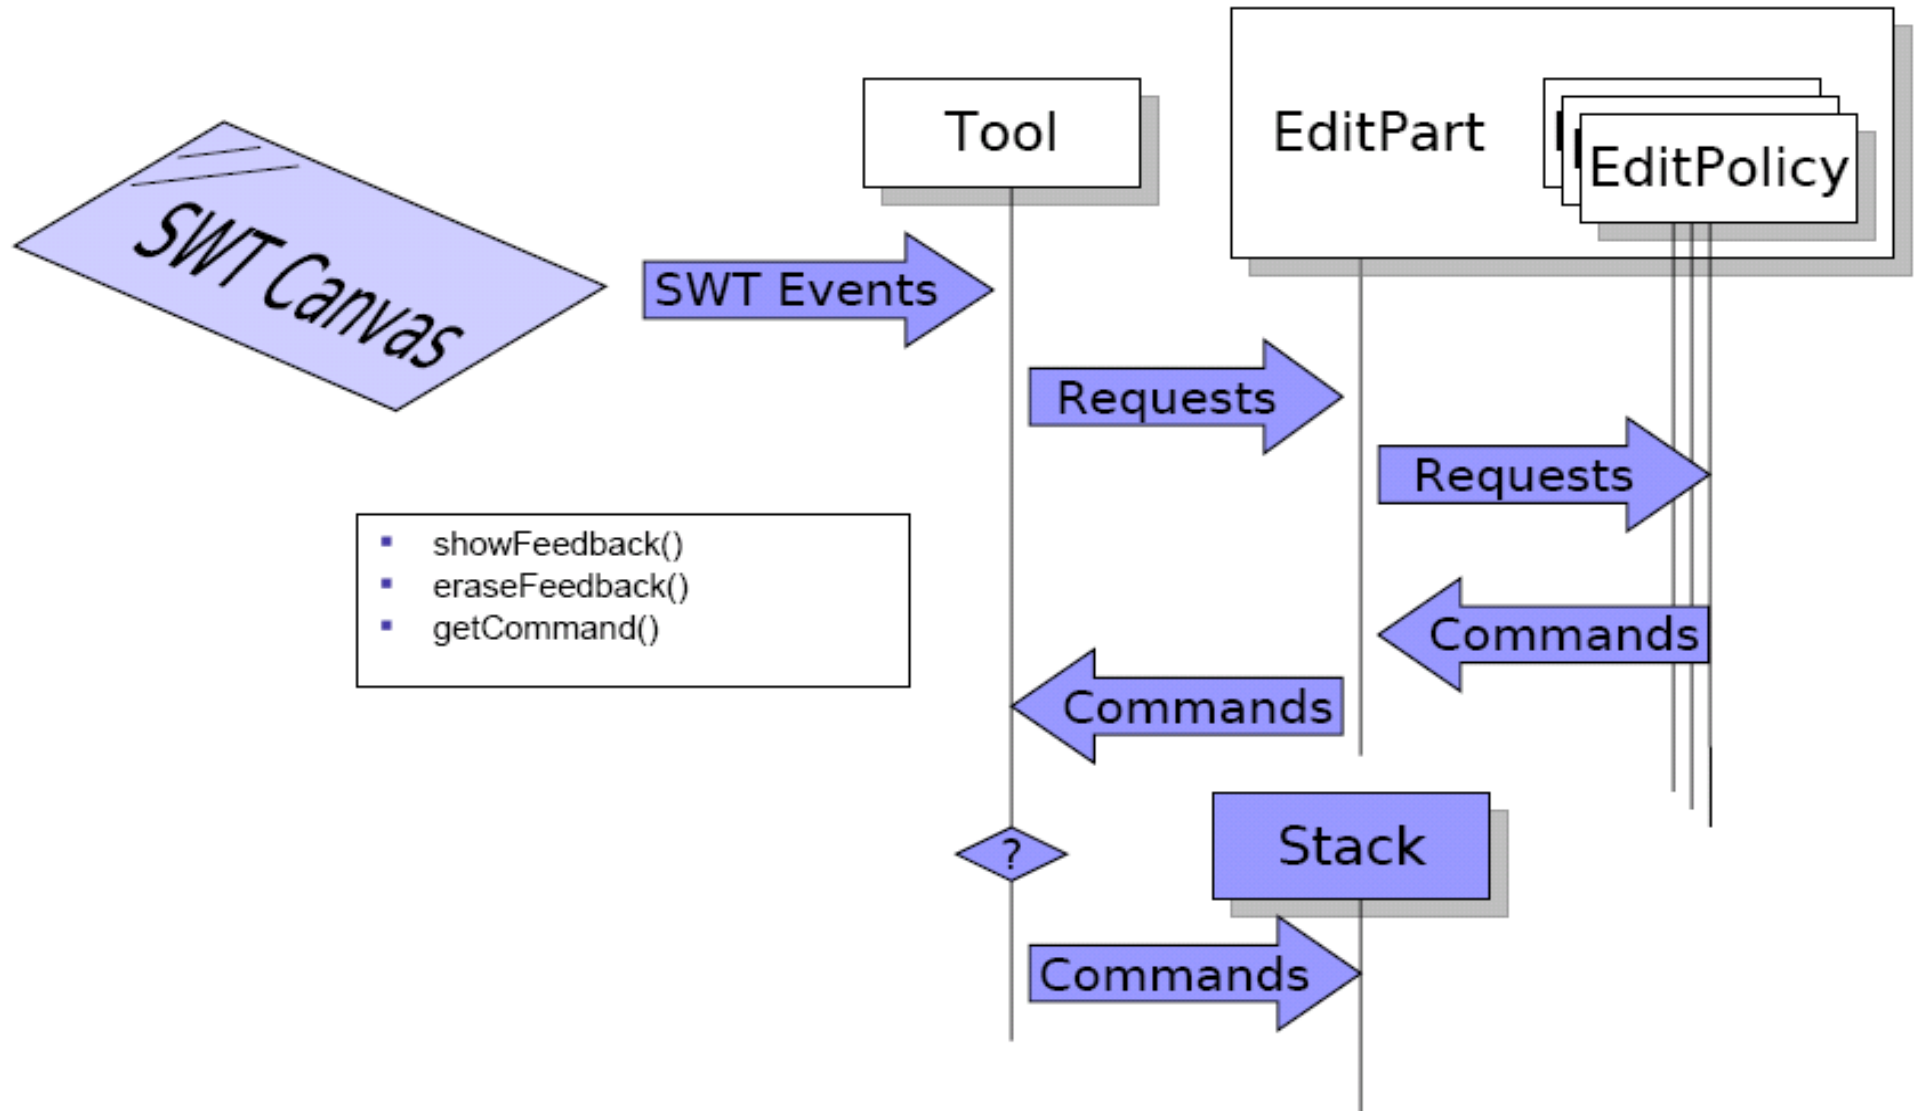 Tool
EditPart
EditPolicy
SWT Canvas
SWT Events
Requests
Requests
showFeedback()
eraseFeedback()
getCommand()
Commands
Commands
?
Stack
Commands